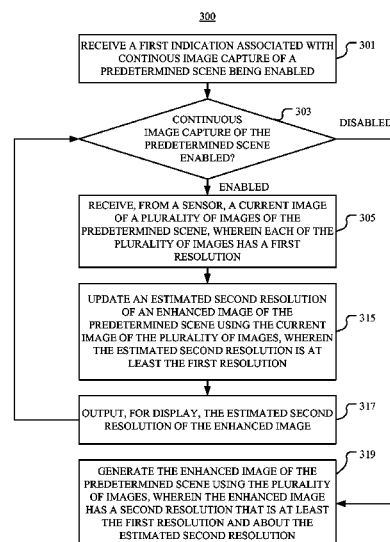 300
RECEIVE A FIRST INDICATION ASSOCIATED WITH
CONTINOUS IMAGE CAPTURE OF A
PREDETERMINED SCENE BEING ENABLED
301
CONTINUOUS
IMAGE CAPTURE OF THE
PREDETERMINED SCENE
ENABLED?
303
DISABLED
ENABLED
RECEIVE, FROM A SENSOR, A CURRENT IMAGE
OF A PLURALITY OF IMAGES OF THE
PREDETERMINED SCENE, WHEREIN EACH OF THE
PLURALITY OF IMAGES HAS A FIRST
RESOLUTION
305
UPDATE AN ESTIMATED SECOND RESOLUTION
OF AN ENHANCED IMAGE OF THE
PREDETERMINED SCENE USING THE CURRENT
IMAGE OF THE PLURALITY OF IMAGES, WHEREIN
THE ESTIMATED SECOND RESOLUTION IS AT
LEAST THE FIRST RESOLUTION
315
OUTPUT, FOR DISPLAY, THE ESTIMATED SECOND
RESOLUTION OF THE ENHANCED IMAGE
317
GENERATE THE ENHANCED IMAGE OF THE
PREDETERMINED SCENE USING THE PLURALITY
OF IMAGES, WHEREIN THE ENHANCED IMAGE
HAS A SECOND RESOLUTION THAT IS AT LEAST
THE FIRST RESOLUTION AND ABOUT THE
ESTIMATED SECOND RESOLUTION
319